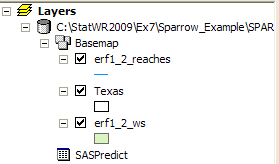 Layers
C:\StatWR2009\Ex7\Sparrow_Example\SPAR
Basemap
erf1_2_reaches
Texas
erf1_2_ws
SASPredict